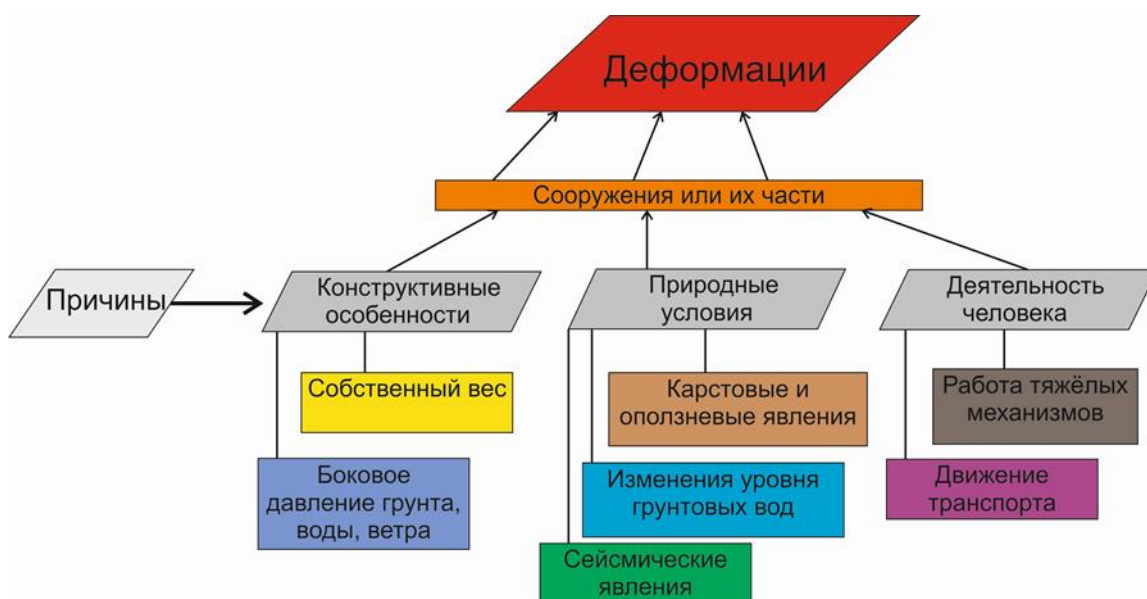 Деформации
Сооружения или их части
Причины
Конструктивные
особенности
Природные
условия
Деятельность
человека
Собственный вес
Карстовые и
оползневые явления
Работа тяжёлых
механизмов
Боковое
давление грунта,
воды, ветра
Изменения уровня
грунтовых вод
Движение
транспорта
Сейсмические
явления